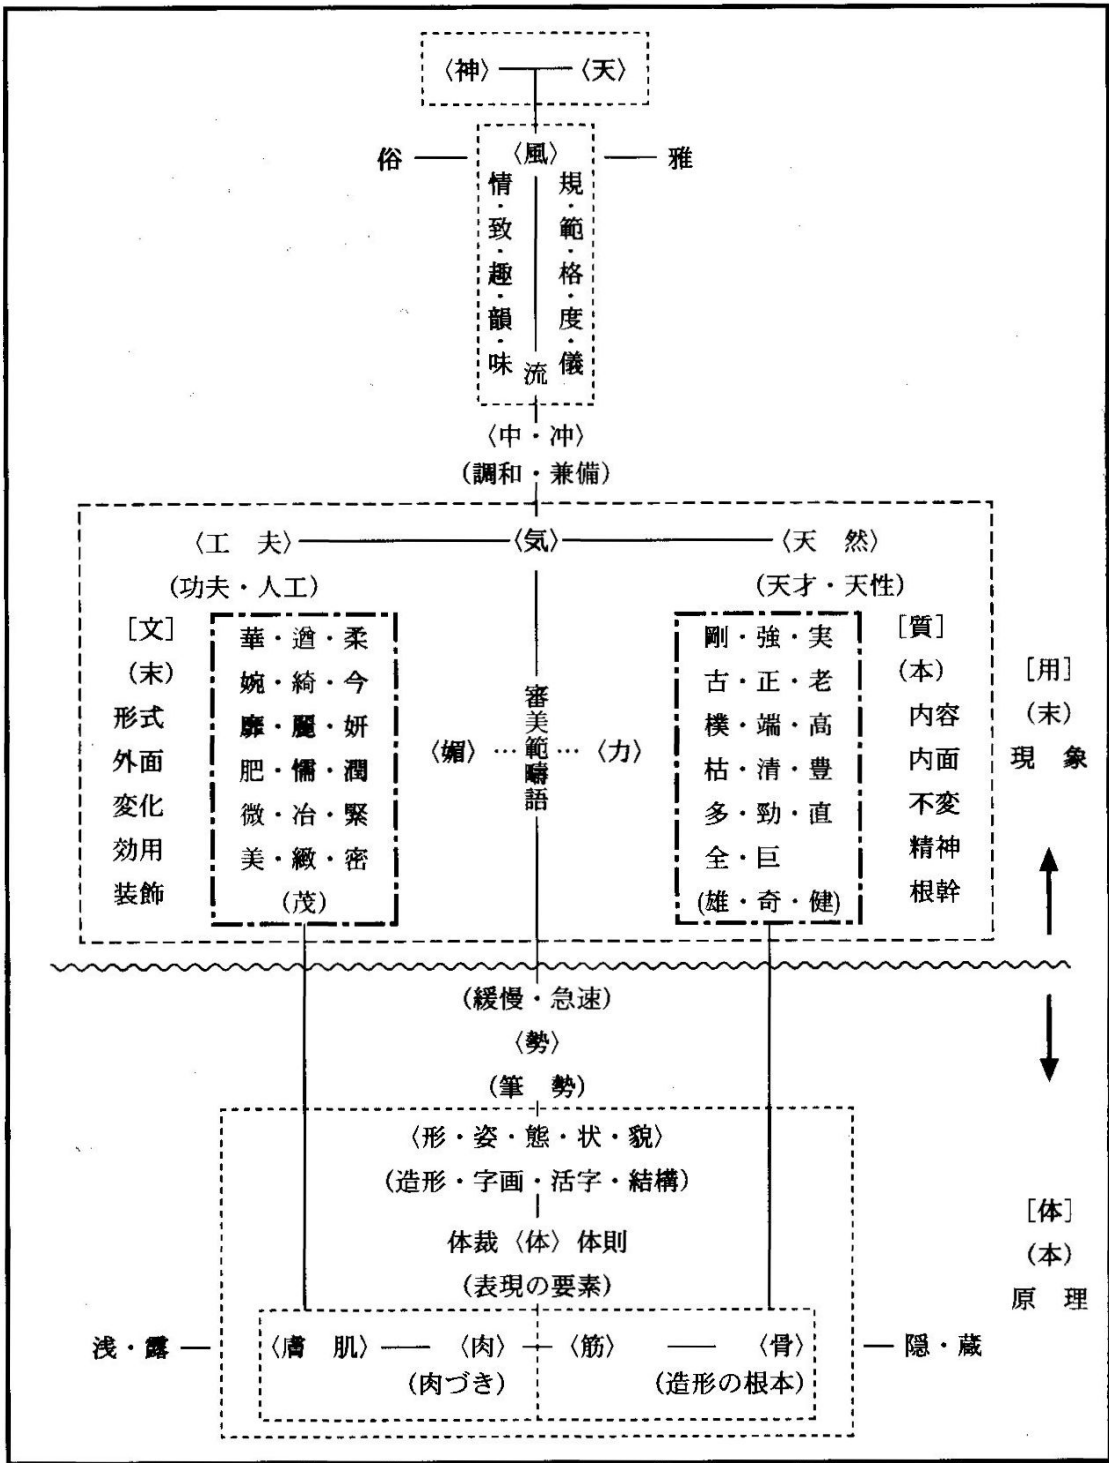 〈神〉〈天〉
俗 〈風〉 雅
情・致・趣・韻・味
規・範・格・度・儀
流
〈中・冲〉
(調和・兼備)
〈工 夫〉 〈気〉 〈天 然〉
(功夫・人工) (天才・天性)
[文]
(末)
形式
外面
変化
効用
装飾
華・遒・柔
婉・綺・今
靡・麗・妍
肥・懦・潤
微・冶・緊
美・緻・密
(茂)
〈媚〉…審美範疇語…〈力〉
剛・強・実
古・正・老
樸・端・高
枯・清・豊
多・勁・直
全・巨
(雄・奇・健)
[質]
(本)
内容
内面
不変
精神
根幹
[用]
(末)
現 象
(緩慢・急速)
〈勢〉
(筆 勢)
〈形・姿・態・状・貌〉
(造形・字画・活字・結構)
体裁〈体〉体則
(表現の要素)
[体]
(本)
原 理
浅・露 〈膚 肌〉 〈肉〉 〈筋〉 〈骨〉 隠・蔵
(肉づき) (造形の根本)